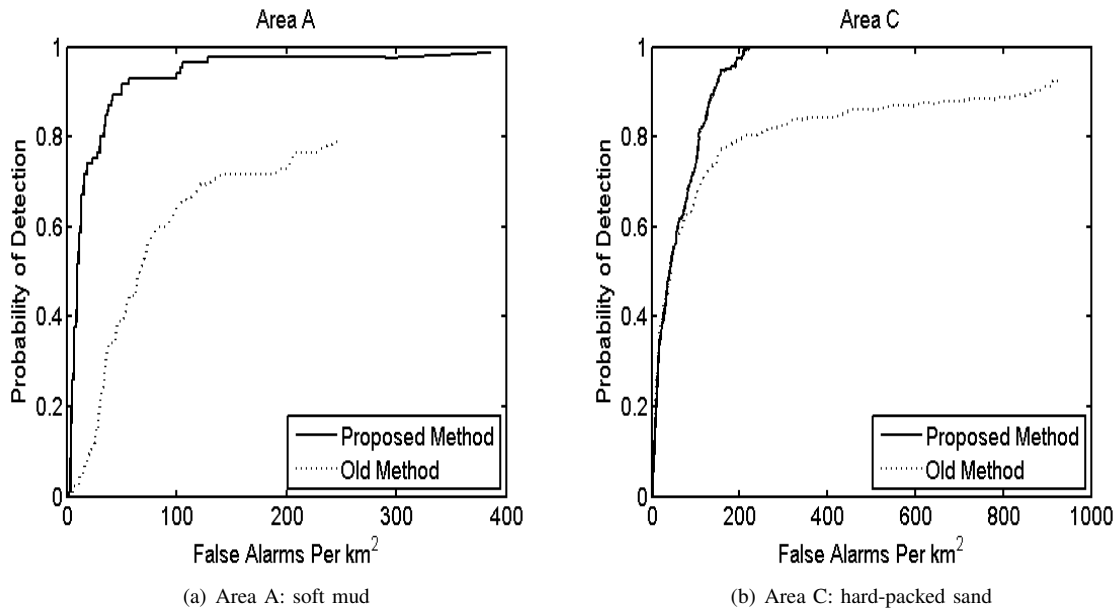 Area A
1
0.8
0.6
0.4
0.2
0
Probability of Detection
0 100 200 300 400
False Alarms Per km²
Proposed Method
Old Method
(a) Area A: soft mud
Area C
1
0.8
0.6
0.4
0.2
0
Probability of Detection
0 200 400 600 800 1000
False Alarms Per km²
Proposed Method
Old Method
(b) Area C: hard-packed sand